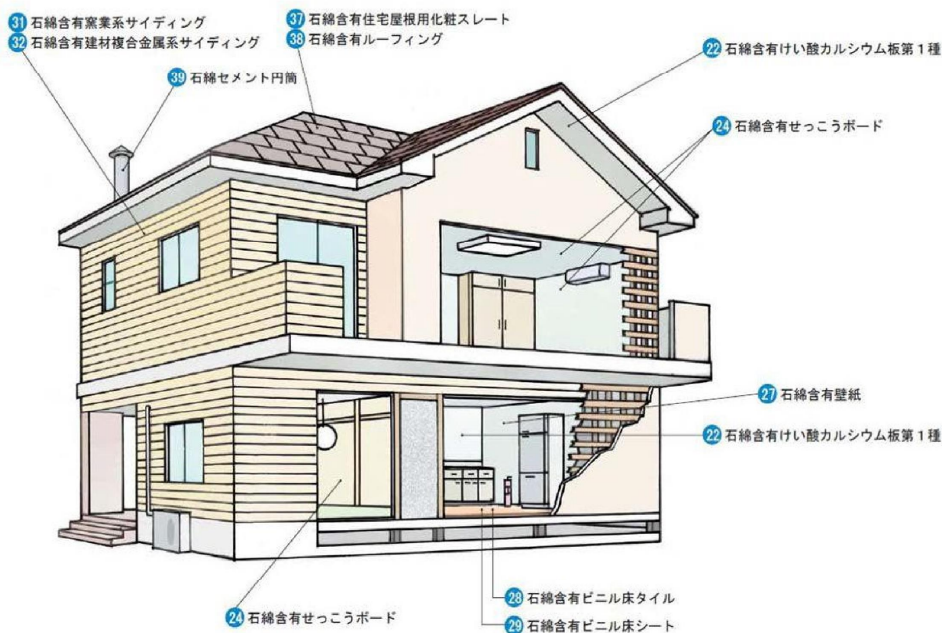 31 石綿含有窯業系サイディング
32 石綿含有建材複合金属系サイディング
39 石綿セメント円筒
37 石綿含有住宅屋根用化粧スレート
38 石綿含有ルーフィング
22 石綿含有けい酸カルシウム板第1種
24 石綿含有せっこうボード
27 石綿含有壁紙
22 石綿含有けい酸カルシウム板第1種
24 石綿含有せっこうボード
28 石綿含有ビニル床タイル
29 石綿含有ビニル床シート